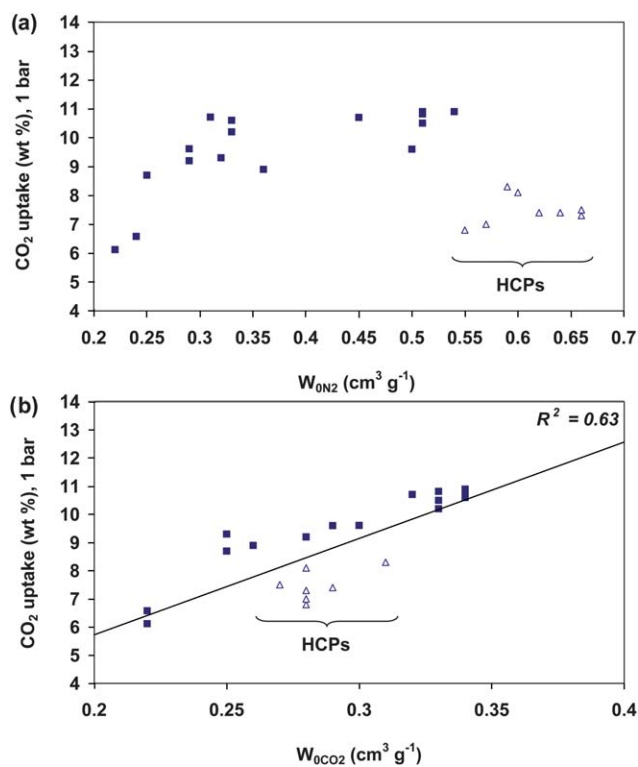 (a)
14
13
12
11
10
9
8
7
6
5
4
CO₂ uptake (wt %), 1 bar
HCPs
0.2 0.25 0.3 0.35 0.4 0.45 0.5 0.55 0.6 0.65 0.7
W₀N₂ (cm³ g⁻¹)
(b)
14
13
12
11
10
9
8
7
6
5
4
CO₂ uptake (wt %), 1 bar
R² = 0.63
HCPs
0.2 0.25 0.3 0.35 0.4
W₀CO₂ (cm³ g⁻¹)